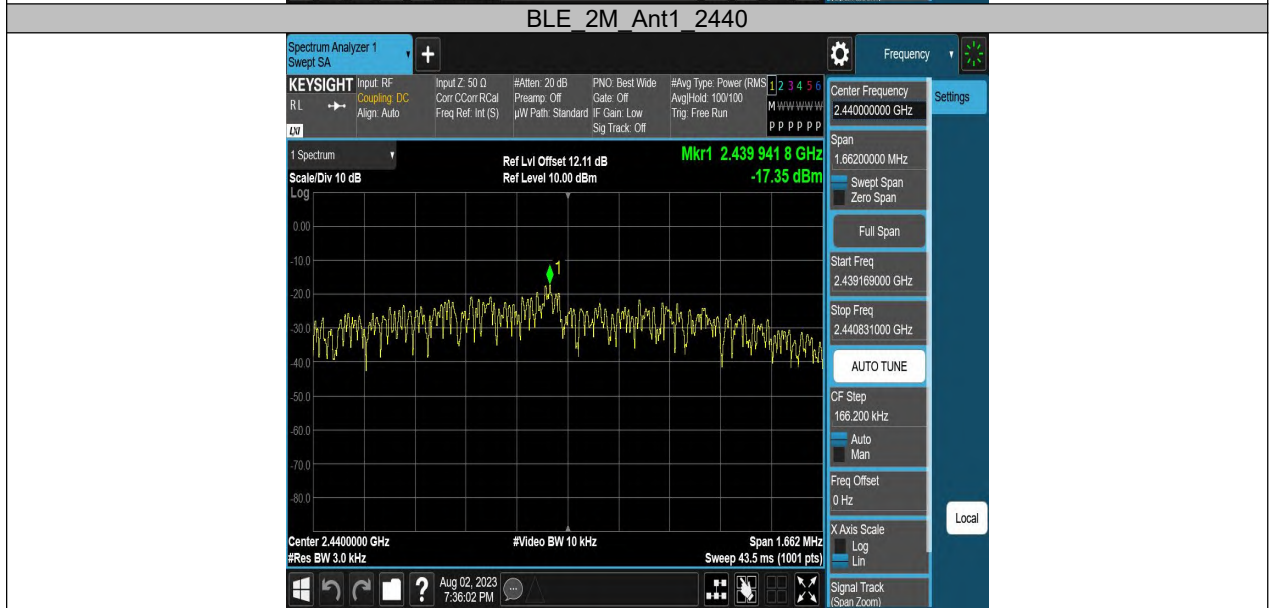 BLE_2M_Ant1_2440
Spectrum Analyzer 1
Swept SA
+
Frequency
KEYSIGHT
RL
LXI
Input: RF
Coupling: DC
Align: Auto
Input Z: 50 Ω
Corr CCorr RCal
Freq Ref: Int (S)
#Atten: 20 dB
Preamp: Off
µW Path: Standard
PNO: Best Wide
Gate: Off
IF Gain: Low
Sig Track: Off
#Avg Type: Power (RMS
Avg|Hold: 100/100
Trig: Free Run
1 2 3 4 5 6
M W W W W W
P P P P P P
1 Spectrum
Scale/Div 10 dB
Ref Lvl Offset 12.11 dB
Ref Level 10.00 dBm
Mkr1 2.439 941 8 GHz
-17.35 dBm
Log
0.00
-10.0
-20.0
-30.0
-40.0
-50.0
-60.0
-70.0
-80.0
1
Center 2.4400000 GHz
#Res BW 3.0 kHz
#Video BW 10 kHz
Span 1.662 MHz
Sweep 43.5 ms (1001 pts)
Center Frequency
2.440000000 GHz
Settings
Span
1.66200000 MHz
Swept Span
Zero Span
Full Span
Start Freq
2.439169000 GHz
Stop Freq
2.440831000 GHz
AUTO TUNE
CF Step
166.200 kHz
Auto
Man
Freq Offset
0 Hz
X Axis Scale
Log
Lin
Local
Signal Track
(Span Zoom)
?
Aug 02, 2023
7:36:02 PM